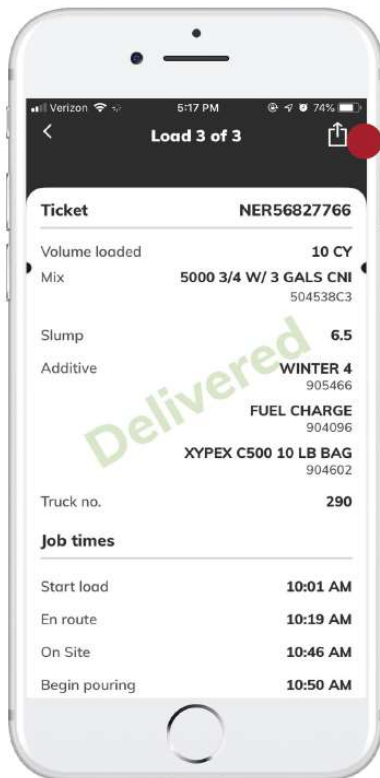 Verizon 5:17 PM 74%
Load 3 of 3
Ticket NER56827766
Volume loaded 10 CY
Mix 5000 3/4 W/ 3 GALS CNI
504538C3
Slump 6.5
Additive WINTER 4
905466
FUEL CHARGE
904096
XYPEX C500 10 LB BAG
904602
Delivered
Truck no. 290
Job times
Start load 10:01 AM
En route 10:19 AM
On Site 10:46 AM
Begin pouring 10:50 AM